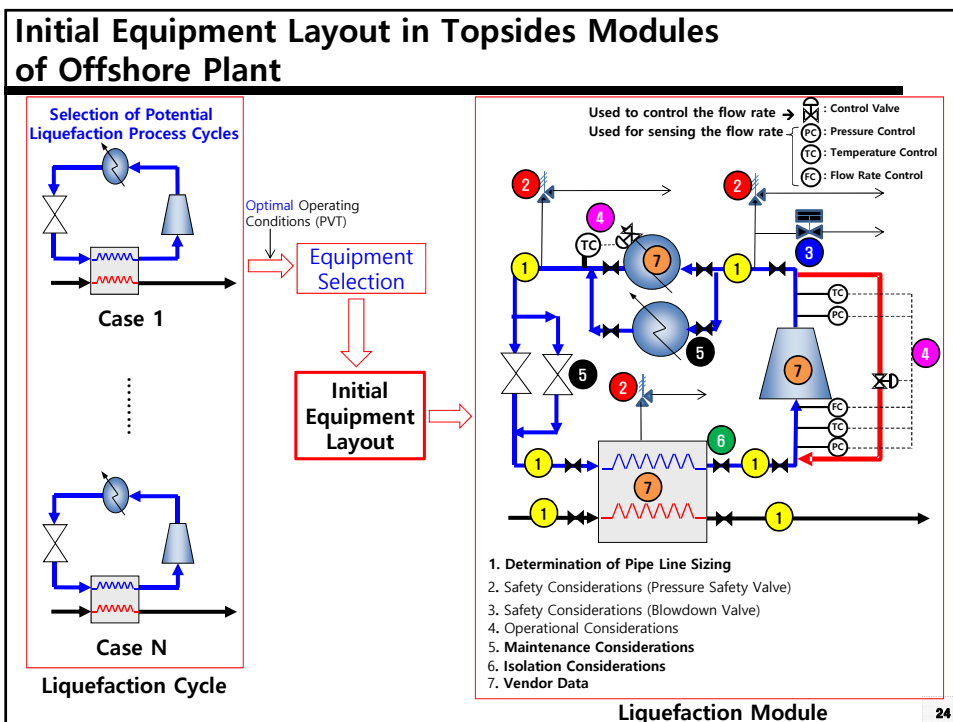 Initial Equipment Layout in Topsides Modules
of Offshore Plant
Selection of Potential
Liquefaction Process Cycles
Case 1
Case N
Liquefaction Cycle
Optimal Operating
Conditions (PVT)
Equipment
Selection
Initial
Equipment
Layout
Used to control the flow rate
: Control Valve
Used for sensing the flow rate
PC : Pressure Control
TC : Temperature Control
FC : Flow Rate Control
2
2
4
TC
3
1
7
1
TC
PC
5
5
4
7
2
FC
TC
PC
6
1
1
7
1
1
1. Determination of Pipe Line Sizing
2. Safety Considerations (Pressure Safety Valve)
3. Safety Considerations (Blowdown Valve)
4. Operational Considerations
5. Maintenance Considerations
6. Isolation Considerations
7. Vendor Data
Liquefaction Module
24